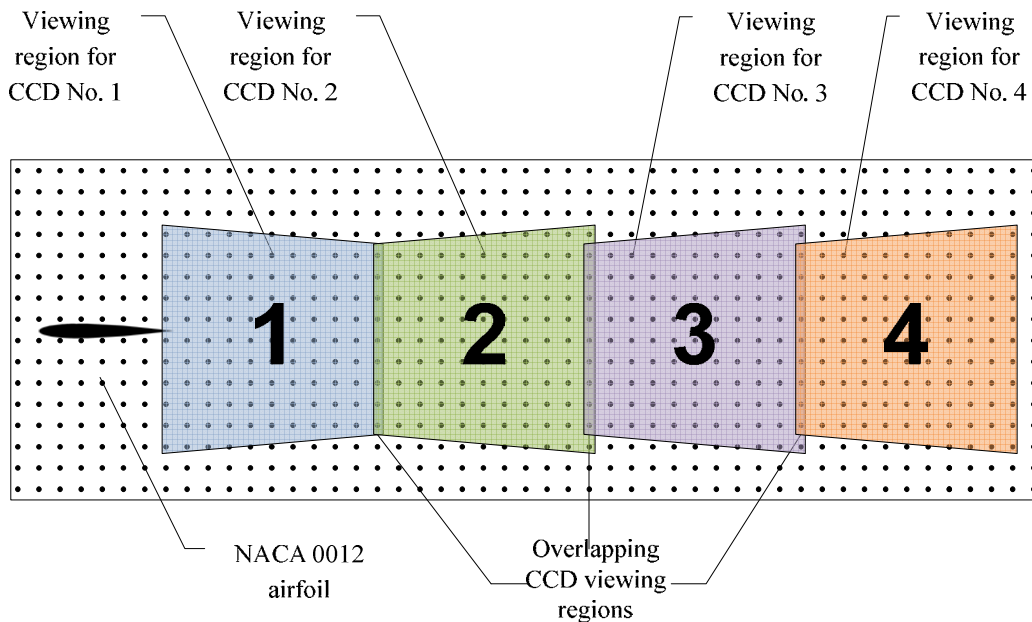 Viewing
region for
CCD No. 1
Viewing
region for
CCD No. 2
Viewing
region for
CCD No. 3
Viewing
region for
CCD No. 4
1
2
3
4
NACA 0012
airfoil
Overlapping
CCD viewing
regions